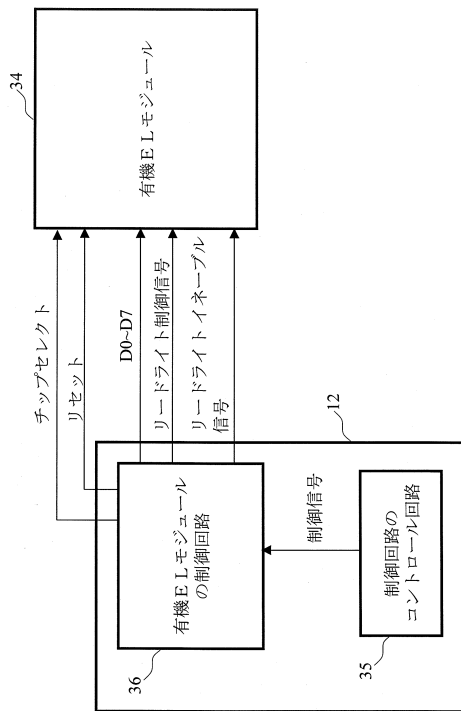 34
有機ELモジュール
チップセレクト
リセット
D0~D7
リードライト制御信号
リードライトイネーブル
信号
12
有機ELモジュール
の制御回路
36
制御信号
制御回路の
コントロール回路
35